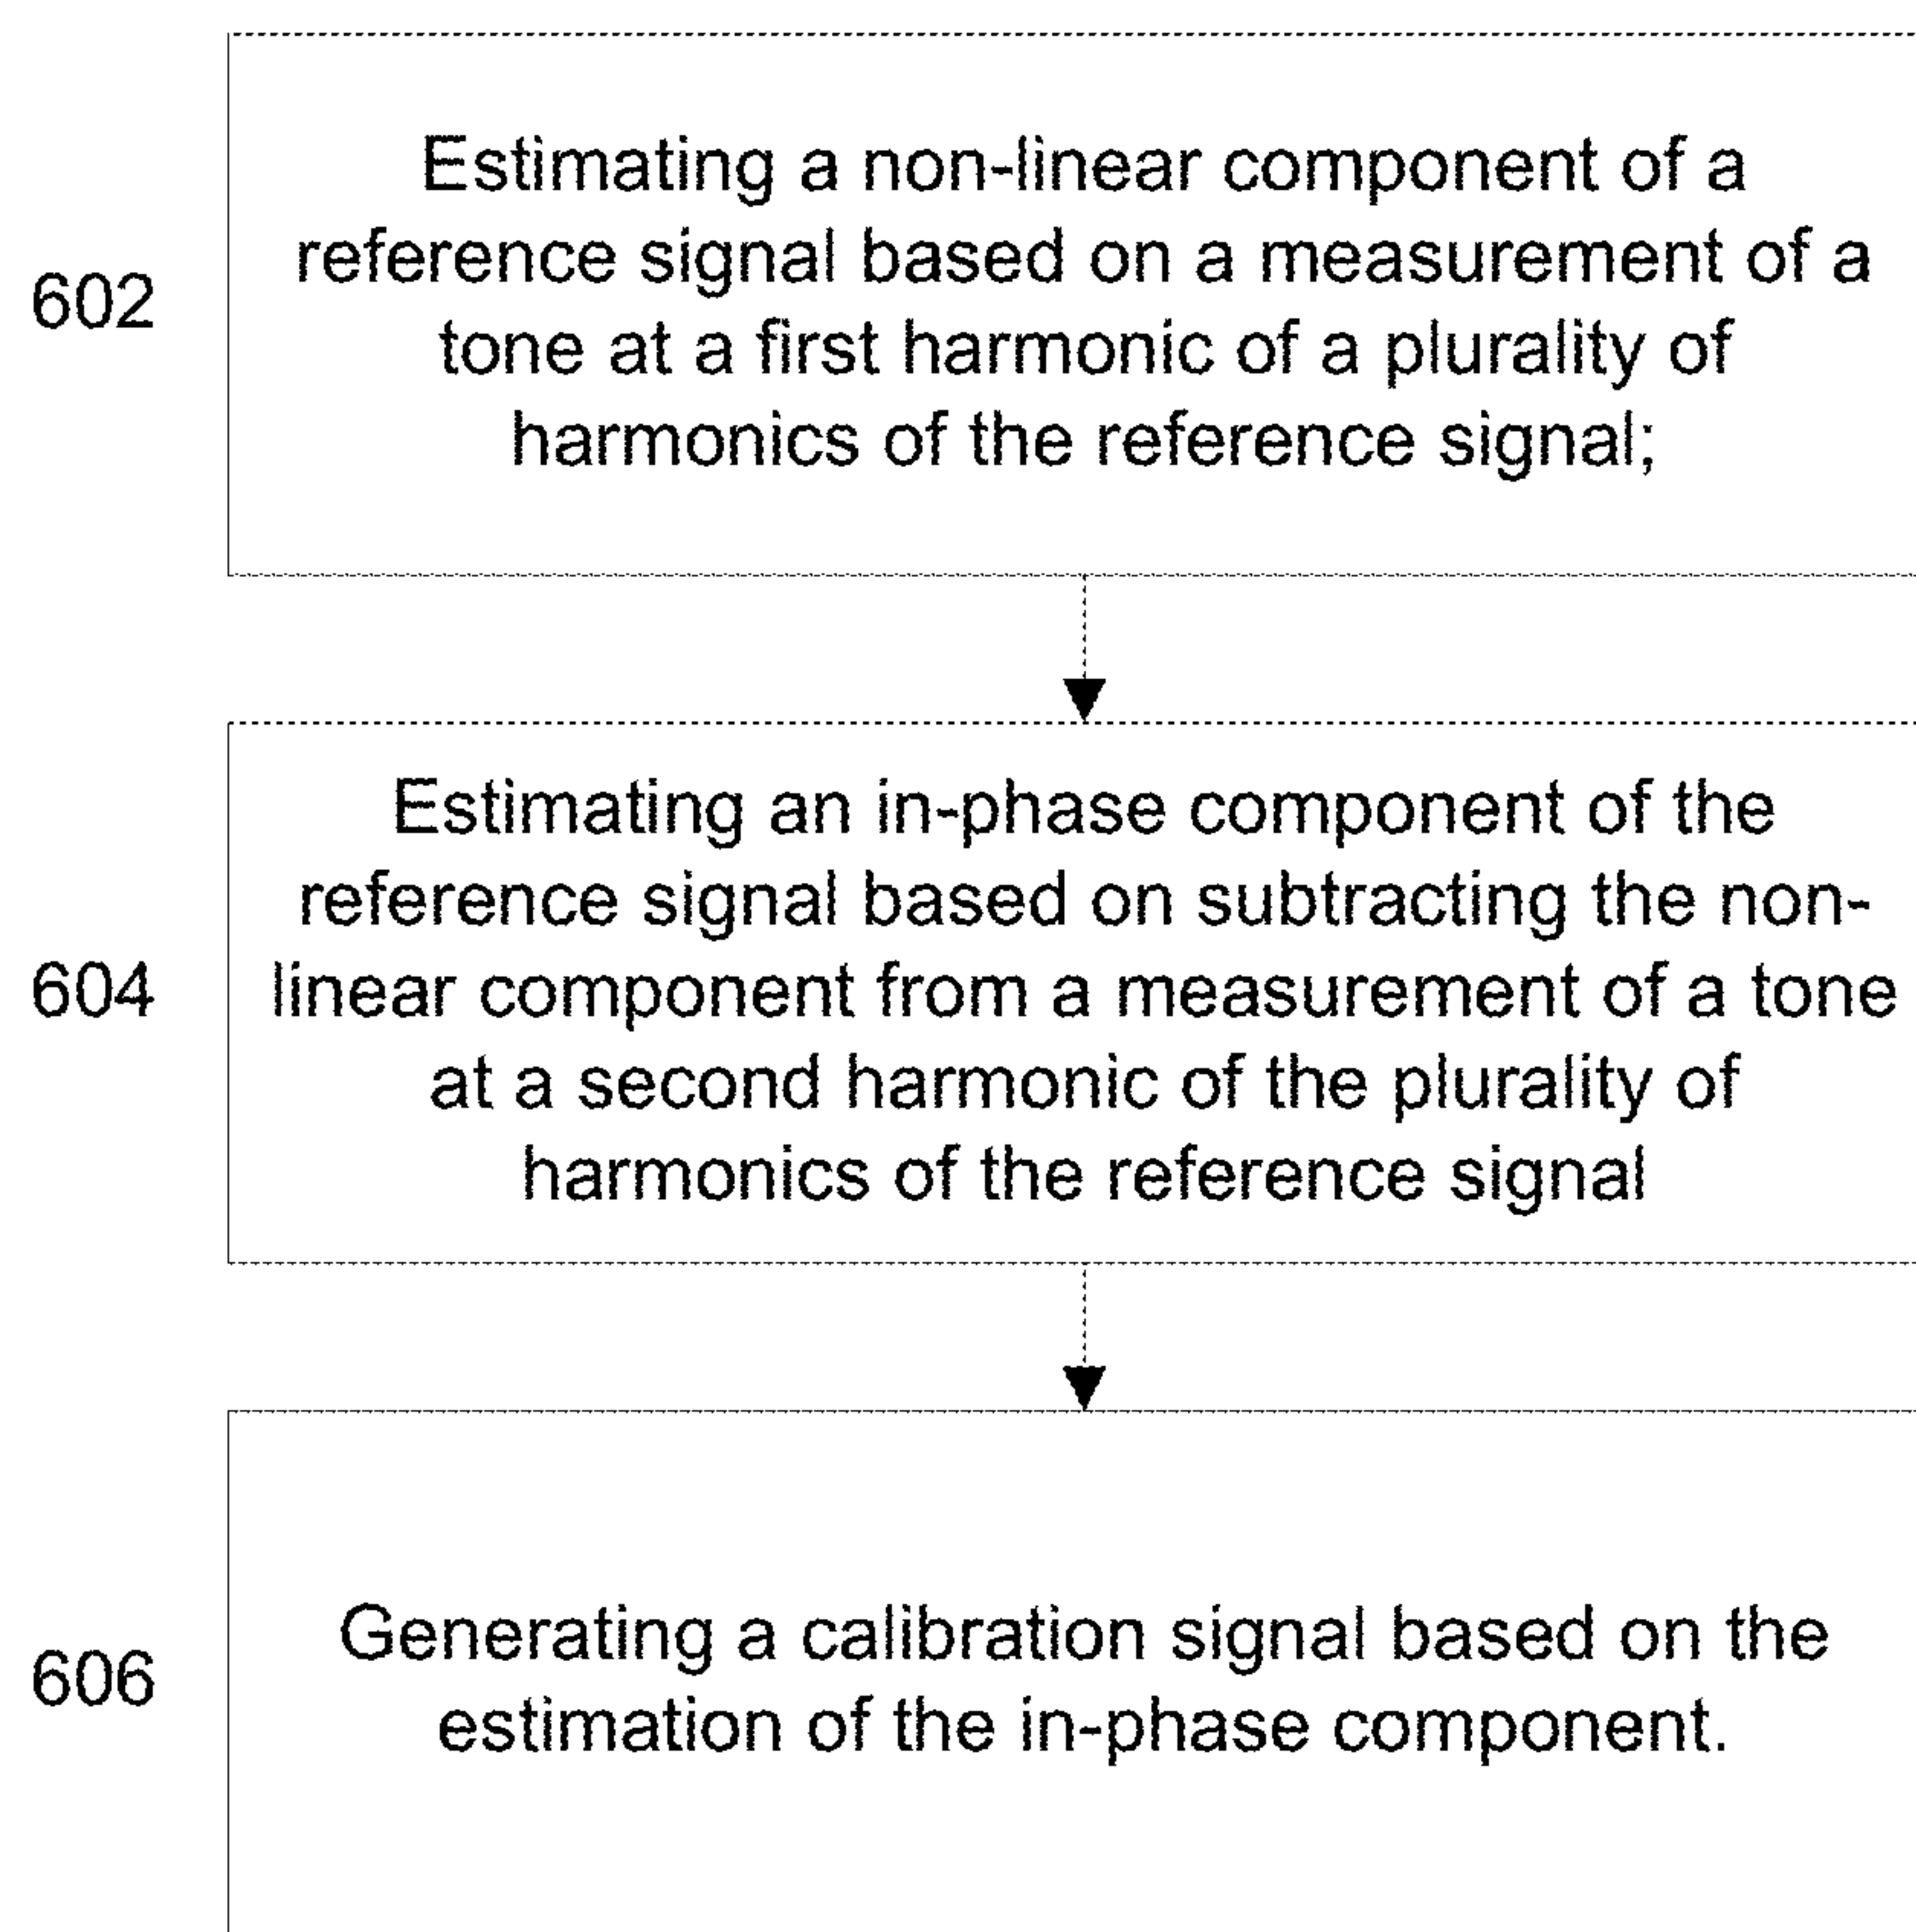 602
Estimating a non-linear component of a
reference signal based on a measurement of a
tone at a first harmonic of a plurality of
harmonics of the reference signal;
604
Estimating an in-phase component of the
reference signal based on subtracting the non-
linear component from a measurement of a tone
at a second harmonic of the plurality of
harmonics of the reference signal
606
Generating a calibration signal based on the
estimation of the in-phase component.